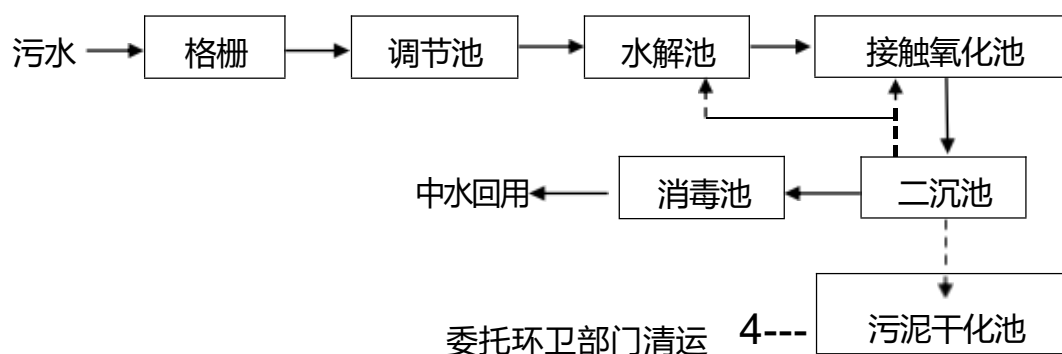 污水 格栅 调节池 水解池 接触氧化池
中水回用 消毒池 二沉池
委托环卫部门清运 4--- 污泥干化池